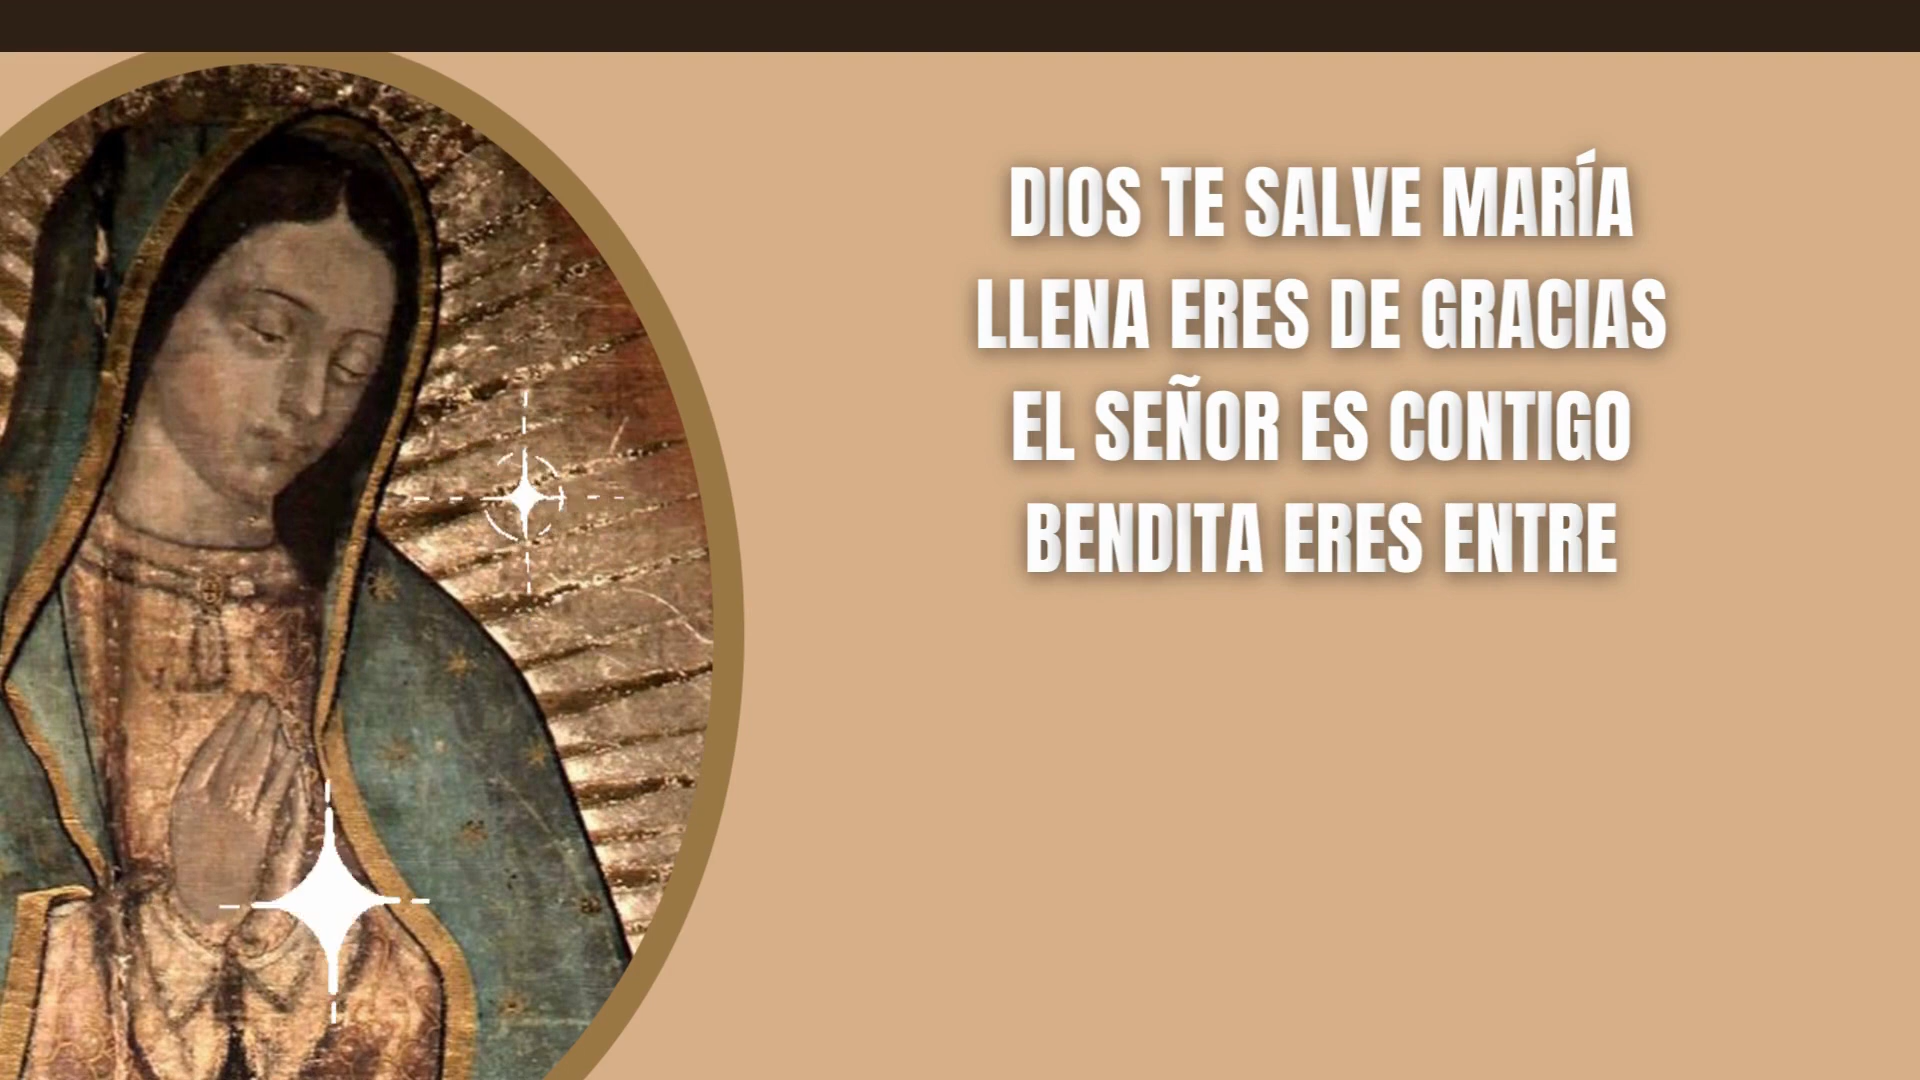 DIOS TE SALVE MARÍA
LLENA ERES DE GRACIAS
EL SEÑOR ES CONTIGO
BENDITA ERES ENTRE